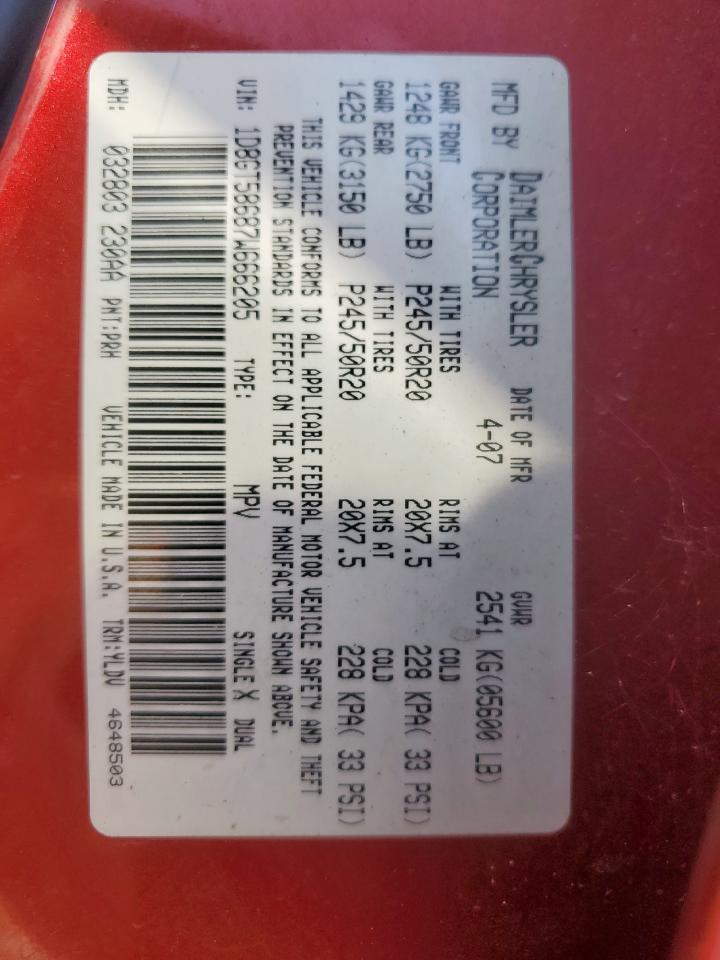 MFD BY DAIMLERCHRYSLER CORPORATION
DATE OF MFR 4-07
GVWR 2541 KG(05600 LB)
GAWR FRONT WITH TIRES RIMS AT COLD
1248 KG(2750 LB) P245/50R20 20X7.5 228 KPA( 33 PSI)
GAWR REAR WITH TIRES RIMS AT COLD
1429 KG(3150 LB) P245/50R20 20X7.5 228 KPA( 33 PSI)
THIS VEHICLE CONFORMS TO ALL APPLICABLE FEDERAL MOTOR VEHICLE SAFETY AND THEFT
PREVENTION STANDARDS IN EFFECT ON THE DATE OF MANUFACTURE SHOWN ABOVE.
VIN: 1D8GT58687W666205 TYPE: MPV SINGLE X DUAL
MDH: 032803 230AA PNT:PRH VEHICLE MADE IN U.S.A. TRM:YLDV 4648503